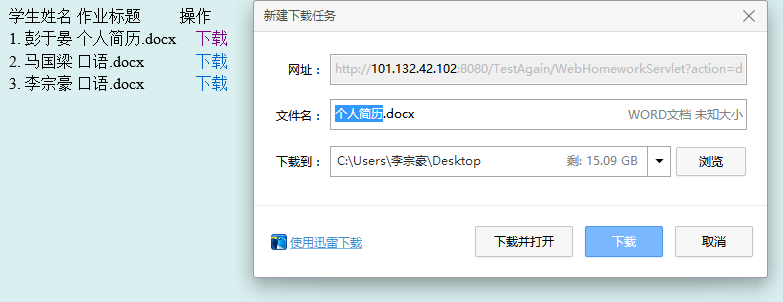 学生姓名 作业标题 操作
1. 彭于晏 个人简历.docx 下载
2. 马国梁 口语.docx 下载
3. 李宗豪 口语.docx 下载
新建下载任务
网址： http://101.132.42.102:8080/TestAgain/WebHomeworkServlet?action=d
文件名： 个人简历.docx WORD文档 未知大小
下载到： C:\Users\李宗豪\Desktop 剩: 15.09 GB 浏览
使用迅雷下载 下载并打开 下载 取消